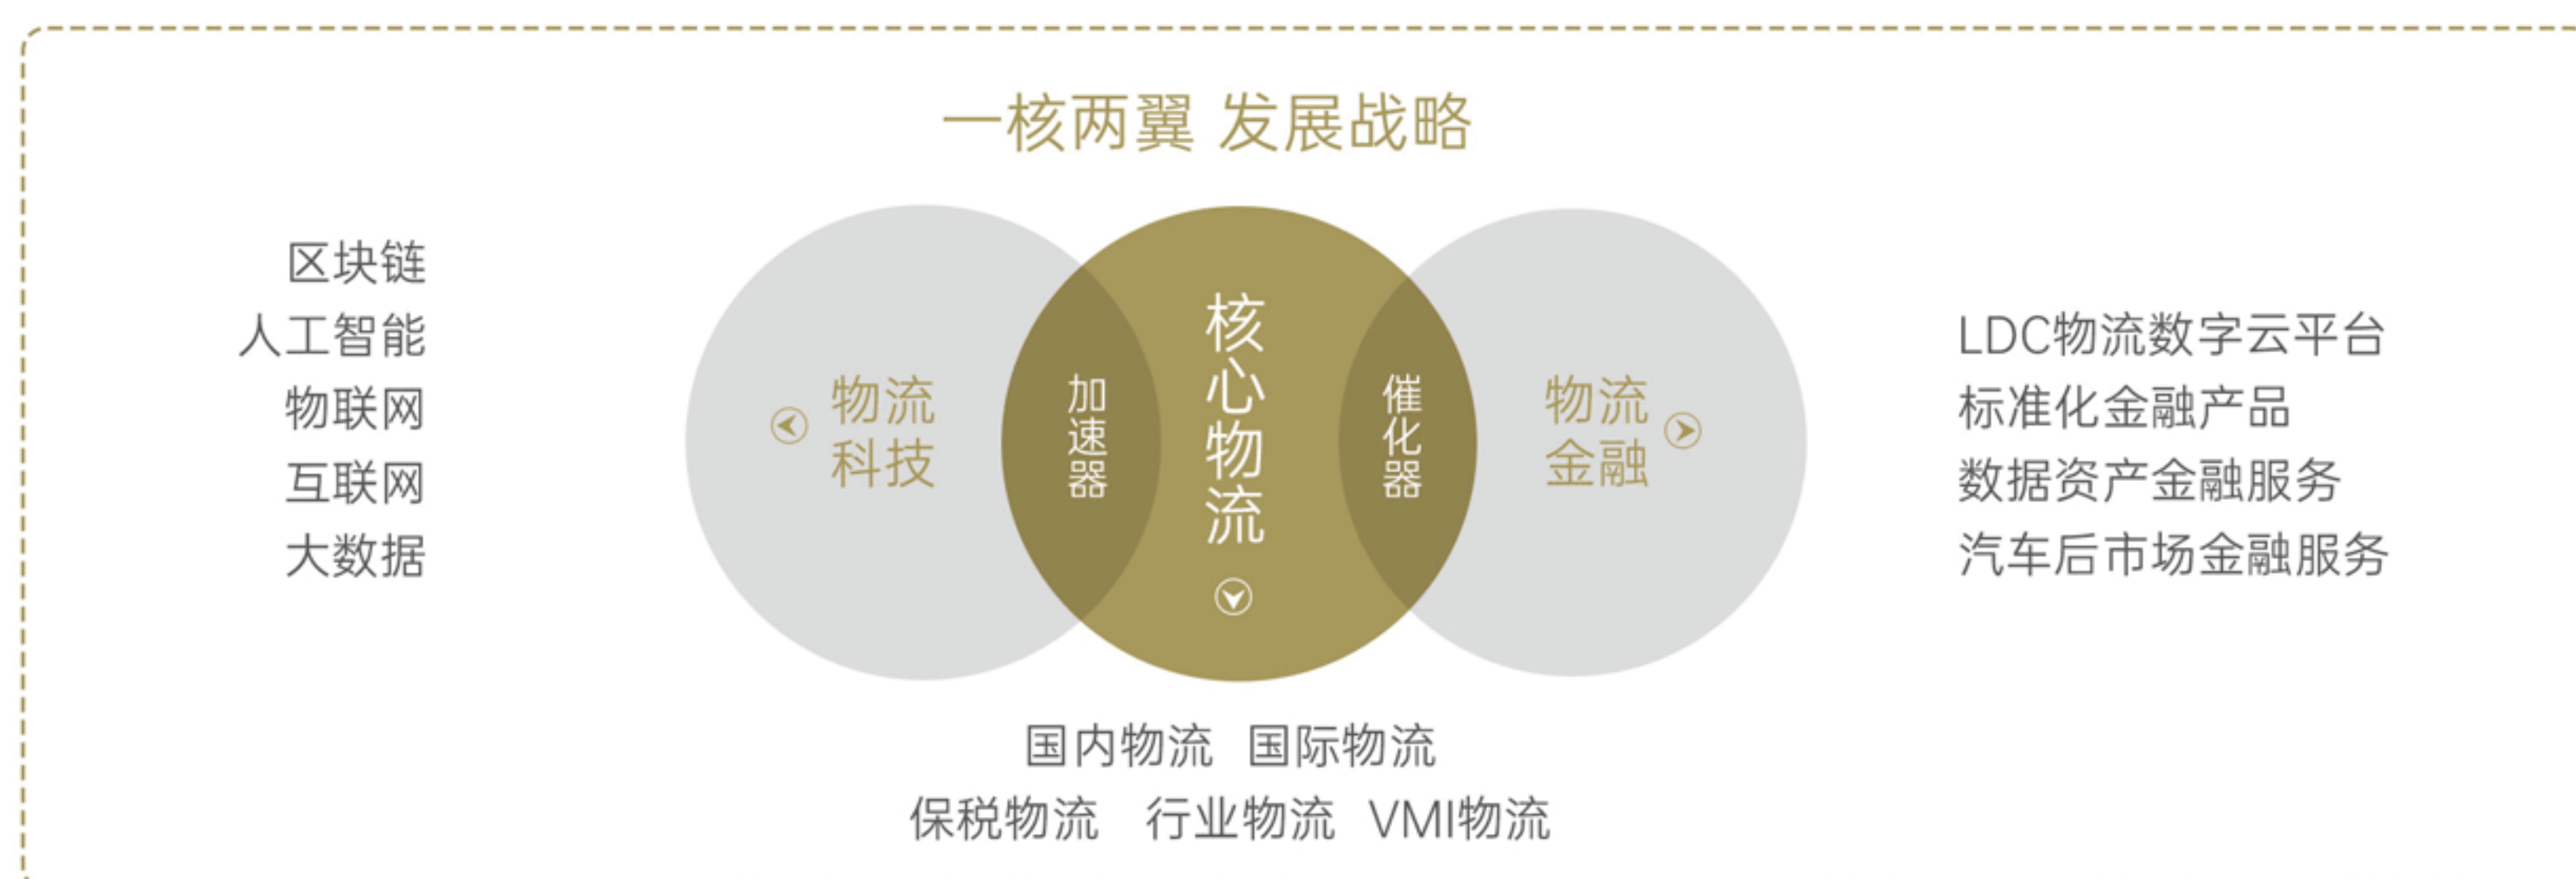 一核两翼 发展战略
区块链
人工智能
物联网
互联网
大数据
物流
科技
加速器
核心物流
催化器
物流
金融
LDC物流数字云平台
标准化金融产品
数据资产金融服务
汽车后市场金融服务
国内物流 国际物流
保税物流 行业物流 VMI物流